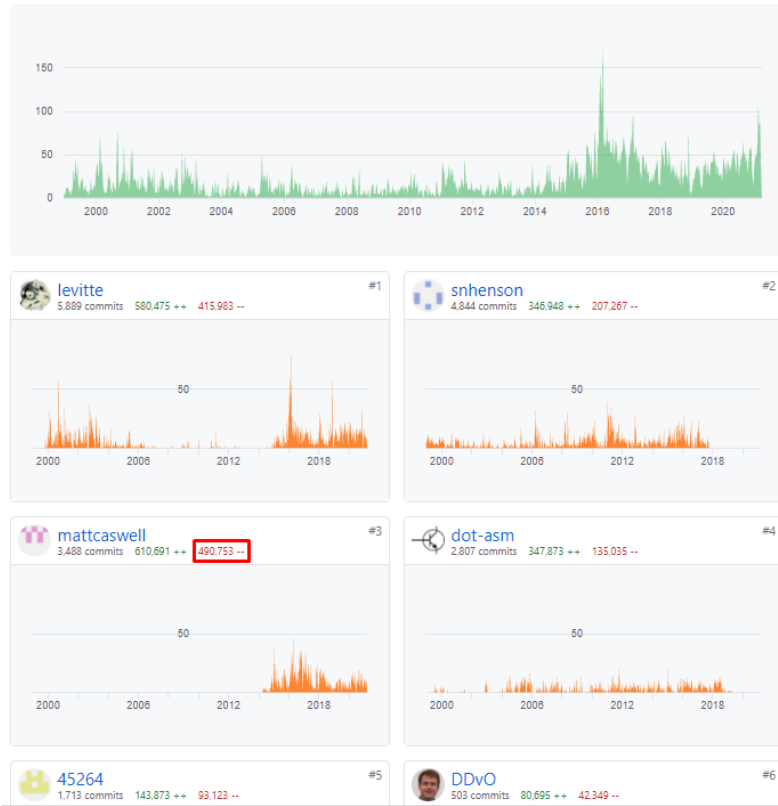 150
100
50
0
2000 2002 2004 2006 2008 2010 2012 2014 2016 2018 2020
levitte #1
5,889 commits 580,475 ++ 415,983 --
50
2000 2006 2012 2018
snhenson #2
4,844 commits 346,948 ++ 207,267 --
50
2000 2006 2012 2018
mattcaswell #3
3,488 commits 610,691 ++ 490,753 --
50
2000 2006 2012 2018
dot-asm #4
2,807 commits 347,873 ++ 135,035 --
50
2000 2006 2012 2018
45264 #5
1,713 commits 143,873 ++ 93,123 --
DDvO #6
503 commits 80,695 ++ 42,349 --